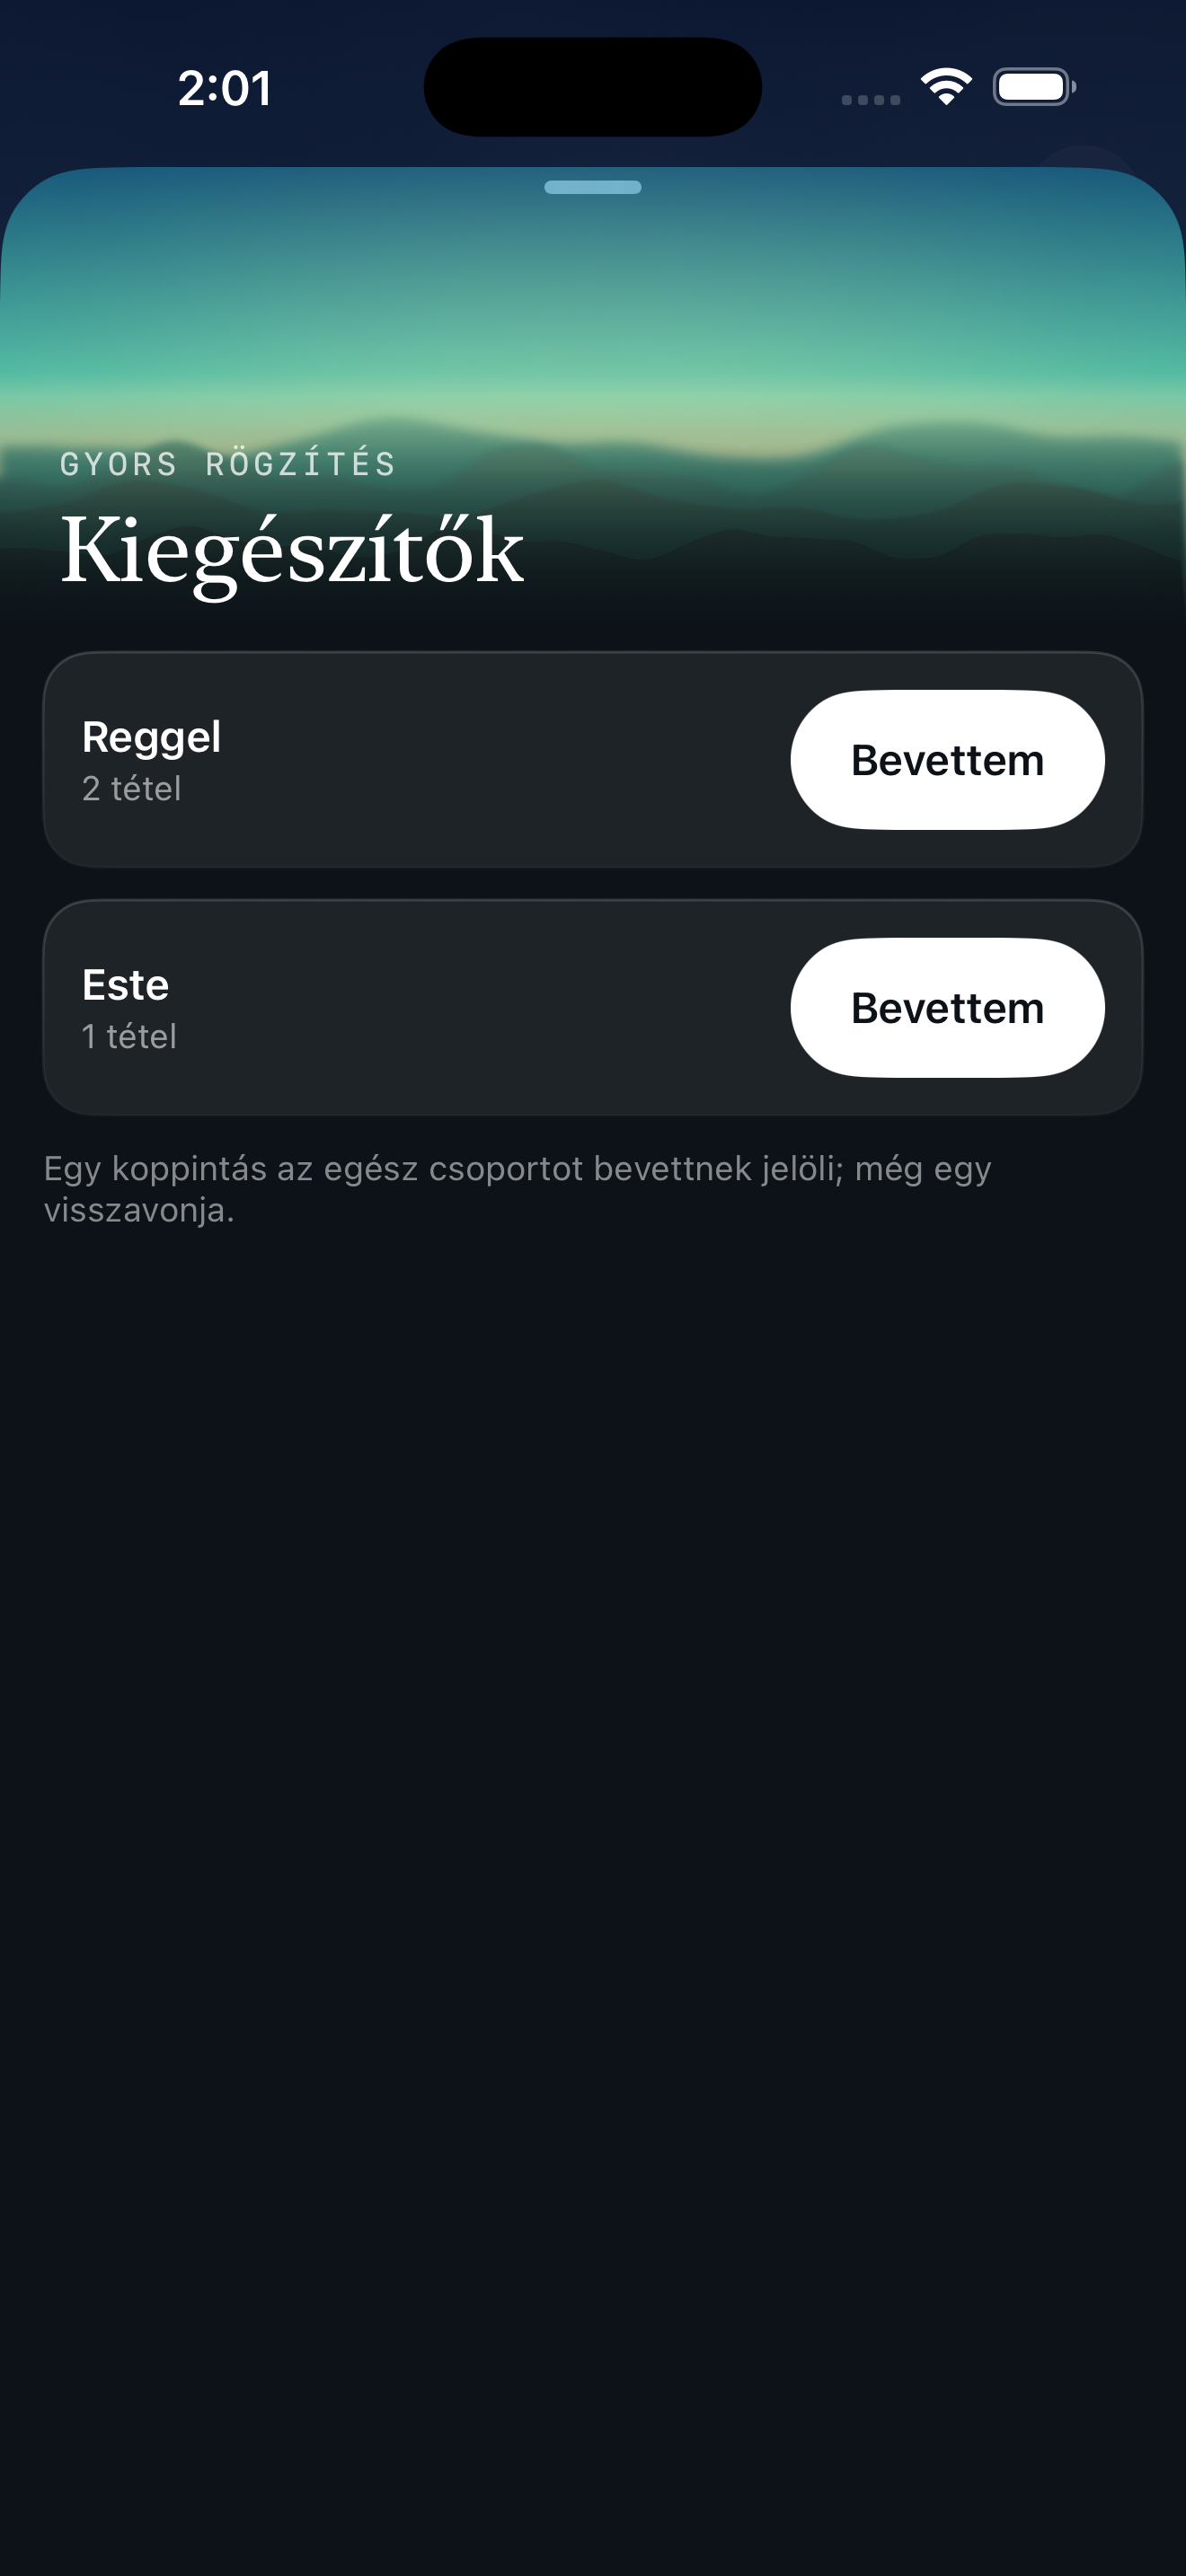 2:01
GYORS RÖGZÍTÉS
Kiegészítők
Reggel
2 tétel
Bevettem
Este
1 tétel
Bevettem
Egy koppintás az egész csoportot bevettnek jelöli; még egy
visszavonja.